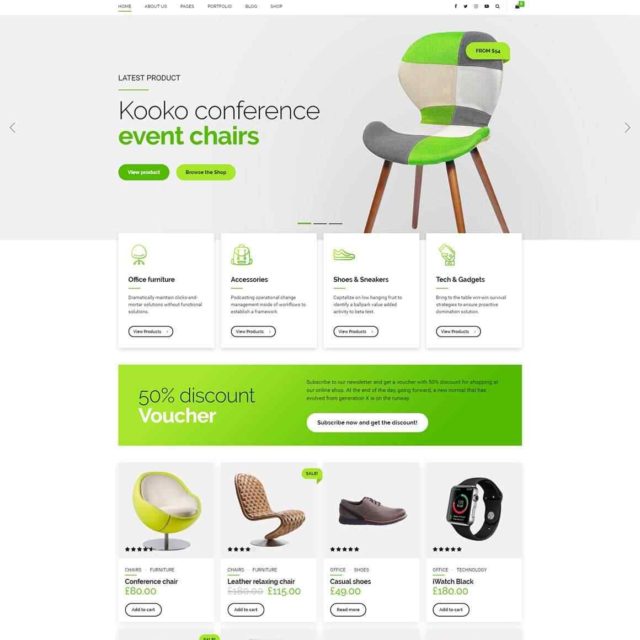 HOME ABOUT US PAGES PORTFOLIO BLOG SHOP
0
FROM $54
LATEST PRODUCT
Kooko conference
event chairs
View product Browse the Shop
Office furniture
Dramatically maintain clicks-and-
mortar solutions without functional
solutions.
View Products
Accessories
Podcasting operational change
management inside of workflows to
establish a framework.
View Products
Shoes & Sneakers
Capitalize on low hanging fruit to
identify a ballpark value added
activity to beta test.
View Products
Tech & Gadgets
Bring to the table win-win survival
strategies to ensure proactive
domination solution.
View Products
50% discount
Voucher
Subscribe to our newsletter and get a voucher with 50% discount for shopping at
our online shop. At the end of the day, going forward, a new normal that has
evolved from generation X is on the runway.
Subscribe now and get the discount!
CHAIRS FURNITURE
Conference chair
£80.00
Add to cart
SALE!
CHAIRS FURNITURE
Leather relaxing chair
£180.00 £115.00
Add to cart
OFFICE SHOES
Casual shoes
£49.00
Read more
OFFICE TECHNOLOGY
iWatch Black
£180.00
Add to cart
SALE!